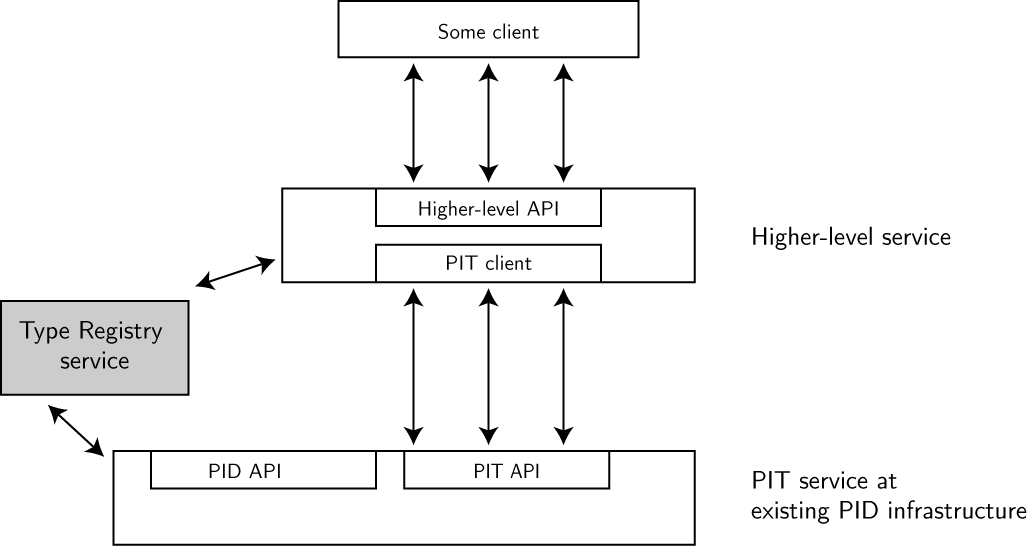 Some client
Higher-level API
Higher-level service
PIT client
Type Registry
service
PID API
PIT API
PIT service at
existing PID infrastructure